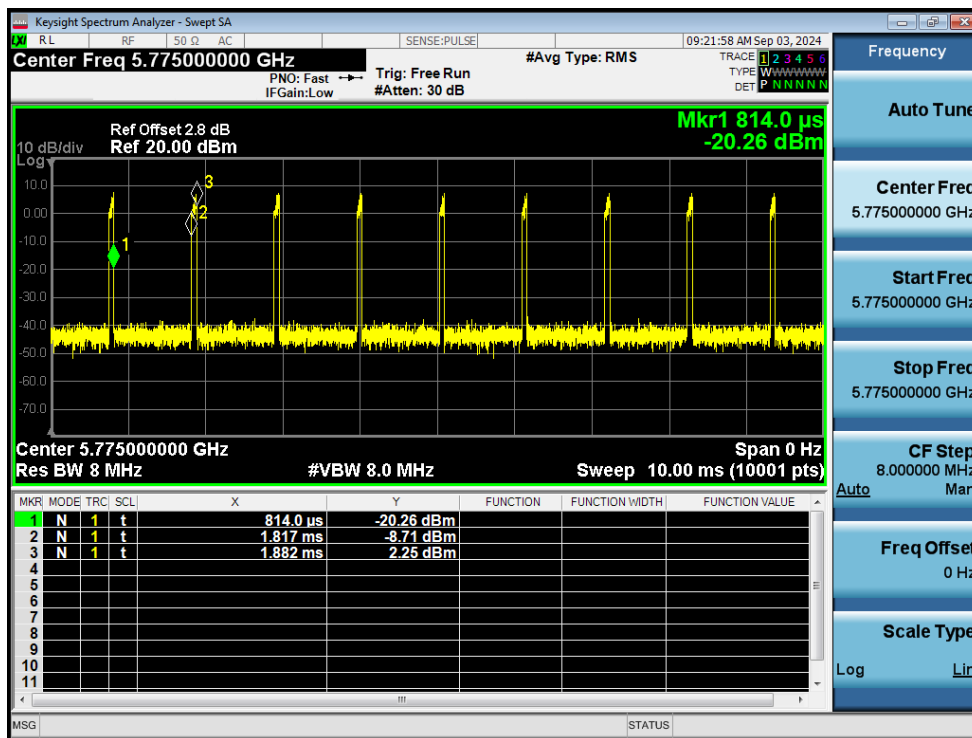 Keysight Spectrum Analyzer - Swept SA
LXI RL RF 50 Ω AC SENSE:PULSE 09:21:58 AM Sep 03, 2024
Center Freq 5.775000000 GHz #Avg Type: RMS TRACE 1 2 3 4 5 6
PNO: Fast Trig: Free Run TYPE WWWWWW
IFGain:Low #Atten: 30 dB DET P N N N N N
Mkr1 814.0 µs
Ref Offset 2.8 dB
10 dB/div Ref 20.00 dBm -20.26 dBm
Log
10.0
0.00
-10.0
-20.0
-30.0
-40.0
-50.0
-60.0
-70.0
1
2
3
Center 5.775000000 GHz Span 0 Hz
Res BW 8 MHz #VBW 8.0 MHz Sweep 10.00 ms (10001 pts)
MKR MODE TRC SCL X Y FUNCTION FUNCTION WIDTH FUNCTION VALUE
1 N 1 t 814.0 µs -20.26 dBm
2 N 1 t 1.817 ms -8.71 dBm
3 N 1 t 1.882 ms 2.25 dBm
4
5
6
7
8
9
10
11
MSG STATUS
Frequency
Auto Tune
Center Freq
5.775000000 GHz
Start Freq
5.775000000 GHz
Stop Freq
5.775000000 GHz
CF Step
8.000000 MHz
Auto Man
Freq Offset
0 Hz
Scale Type
Log Lin